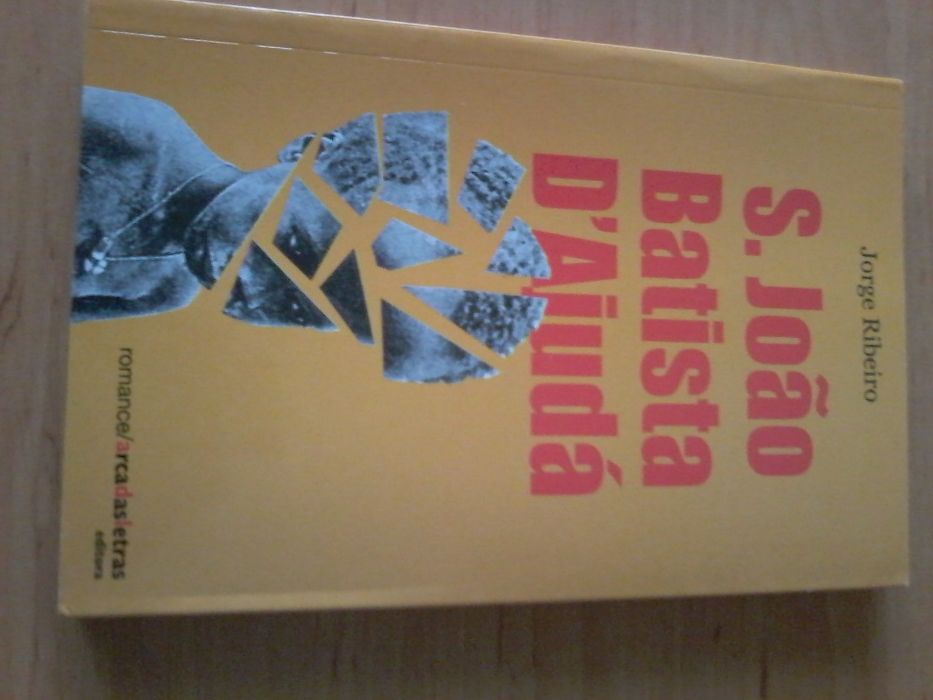 Jorge Ribeiro
S. João
Batista
D'Ajudá
romance/arcadasletras
editora